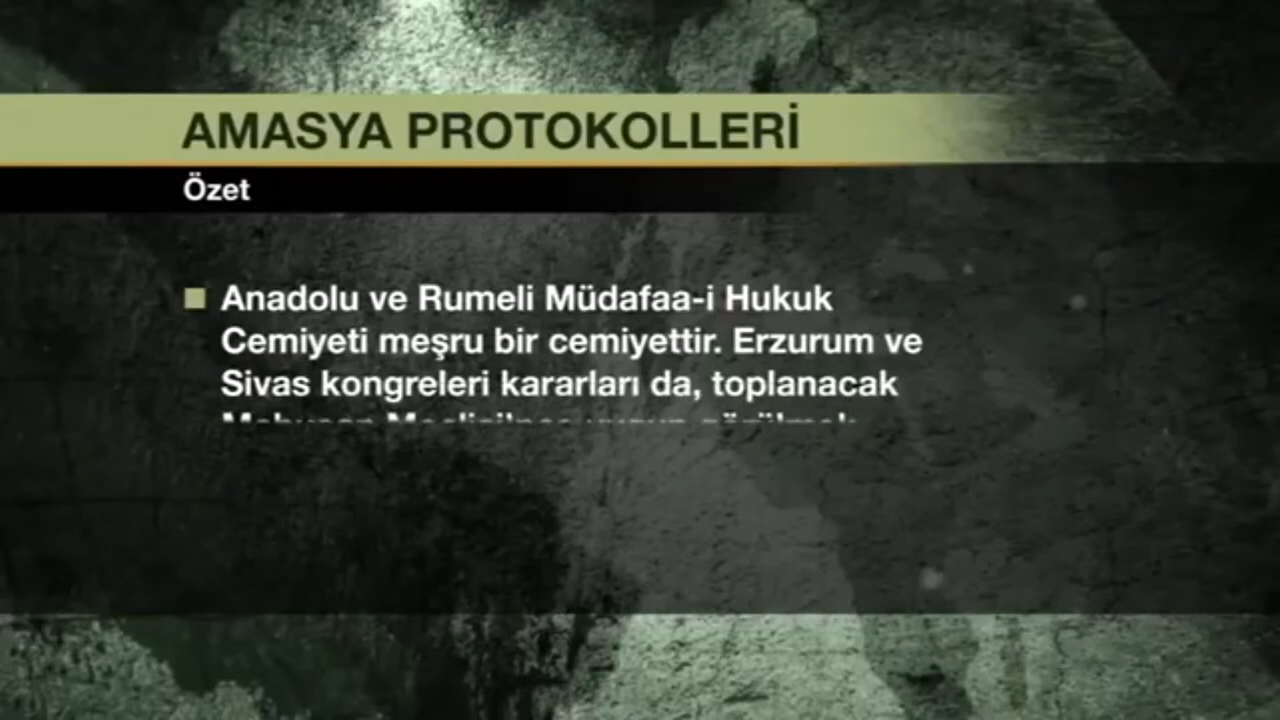 AMASYA PROTOKOLLERİ
Özet
Anadolu ve Rumeli Müdafaa-i Hukuk
Cemiyeti meşru bir cemiyettir. Erzurum ve
Sivas kongreleri kararları da, toplanacak